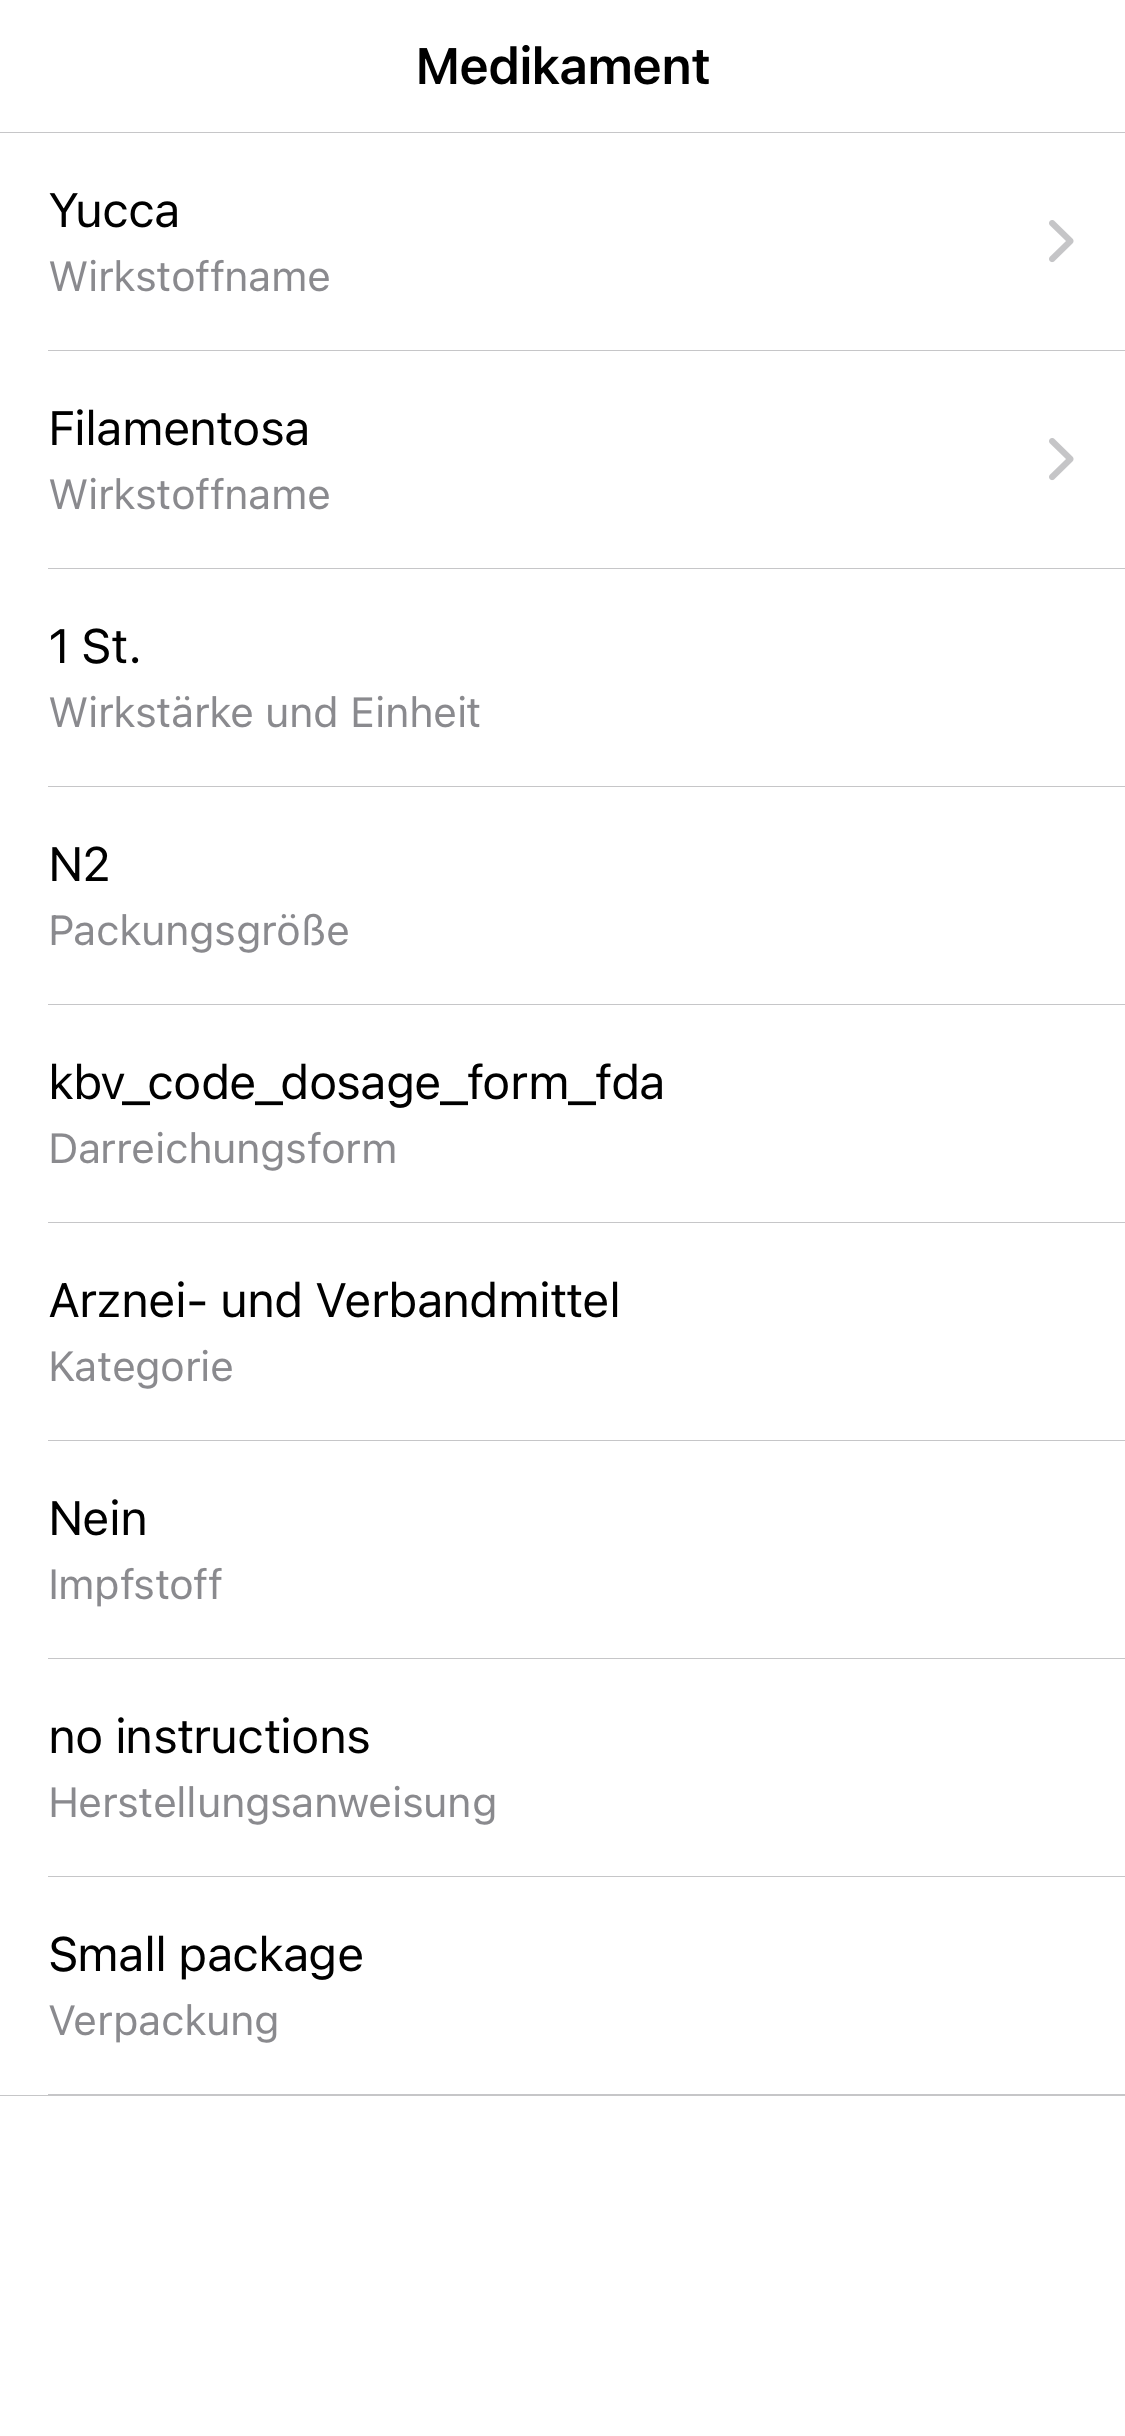 Medikament
Yucca
Wirkstoffname
Filamentosa
Wirkstoffname
1 St.
Wirkstärke und Einheit
N2
Packungsgröße
kbv_code_dosage_form_fda
Darreichungsform
Arznei- und Verbandmittel
Kategorie
Nein
Impfstoff
no instructions
Herstellungsanweisung
Small package
Verpackung